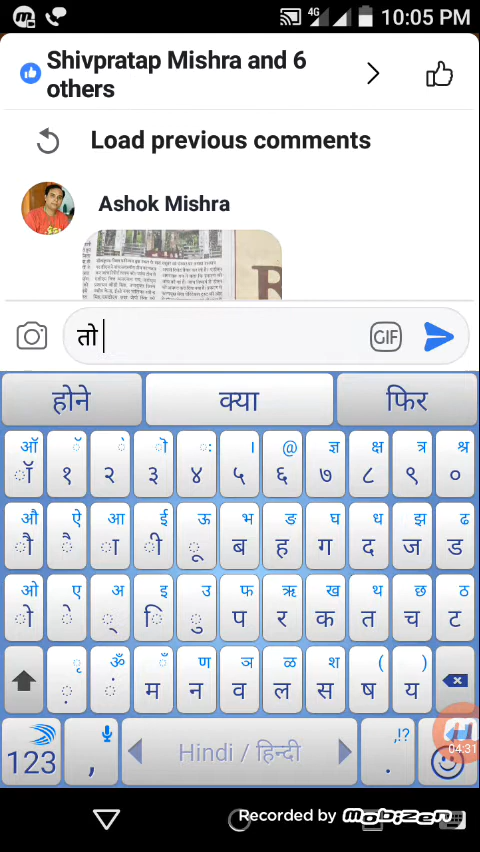 4G 10:05 PM
Shivpratap Mishra and 6
others
Load previous comments
Ashok Mishra
R
तो
GIF
होने क्या फिर
ऑ ॅ ॆ ॊ ः । @ ज्ञ क्ष त्र श्र
ॉ १ २ ३ ४ ५ ६ ७ ८ ९ ०
औ ऐ आ ई ऊ भ ङ घ ध झ ढ
ौ ै ा ी ू ब ह ग द ज ड
ओ ए अ इ उ फ ऋ ख थ छ ठ
ो े ् ि ु प र क त च ट
ृ ॐ ँ ण ञ ळ श ( )
़ ं म न व ल स ष य
,!?
04:31
123 , Hindi / हिन्दी .
Recorded by MOBIZEN